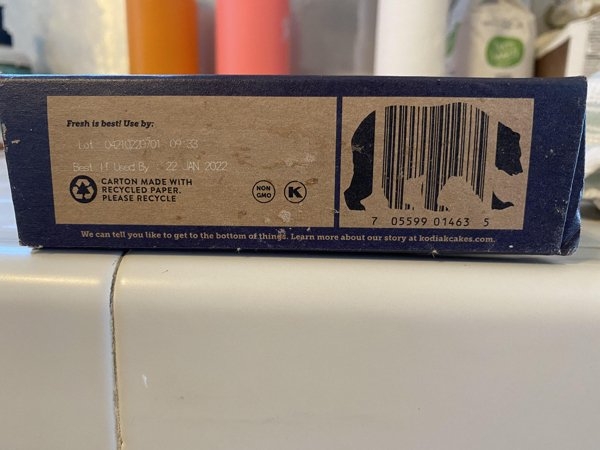 Fresh is best! Use by:
Lot: 04210220701 09:33
Best If Used By: 22 JAN 2022
CARTON MADE WITH
RECYCLED PAPER.
PLEASE RECYCLE
NON
GMO
K
7 05599 01463 5
We can tell you like to get to the bottom of things. Learn more about our story at kodiakcakes.com.